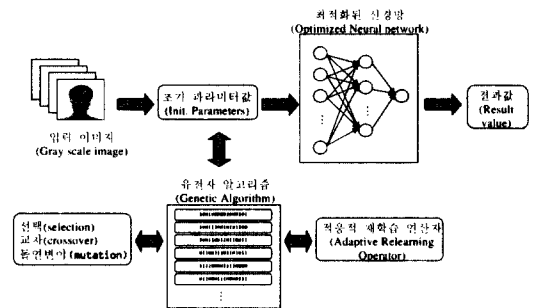 최적화된 신경망
(Optimized Neural network)
초기 파라미터값
(Init. Parameters)
결과값
(Result
value)
입력 이미지
(Gray scale image)
유전자 알고리즘
(Genetic Algorithm)
선택(selection)
교차(crossover)
돌연변이(mutation)
적응적 재학습 연산자
(Adaptive Relearning
Operator)